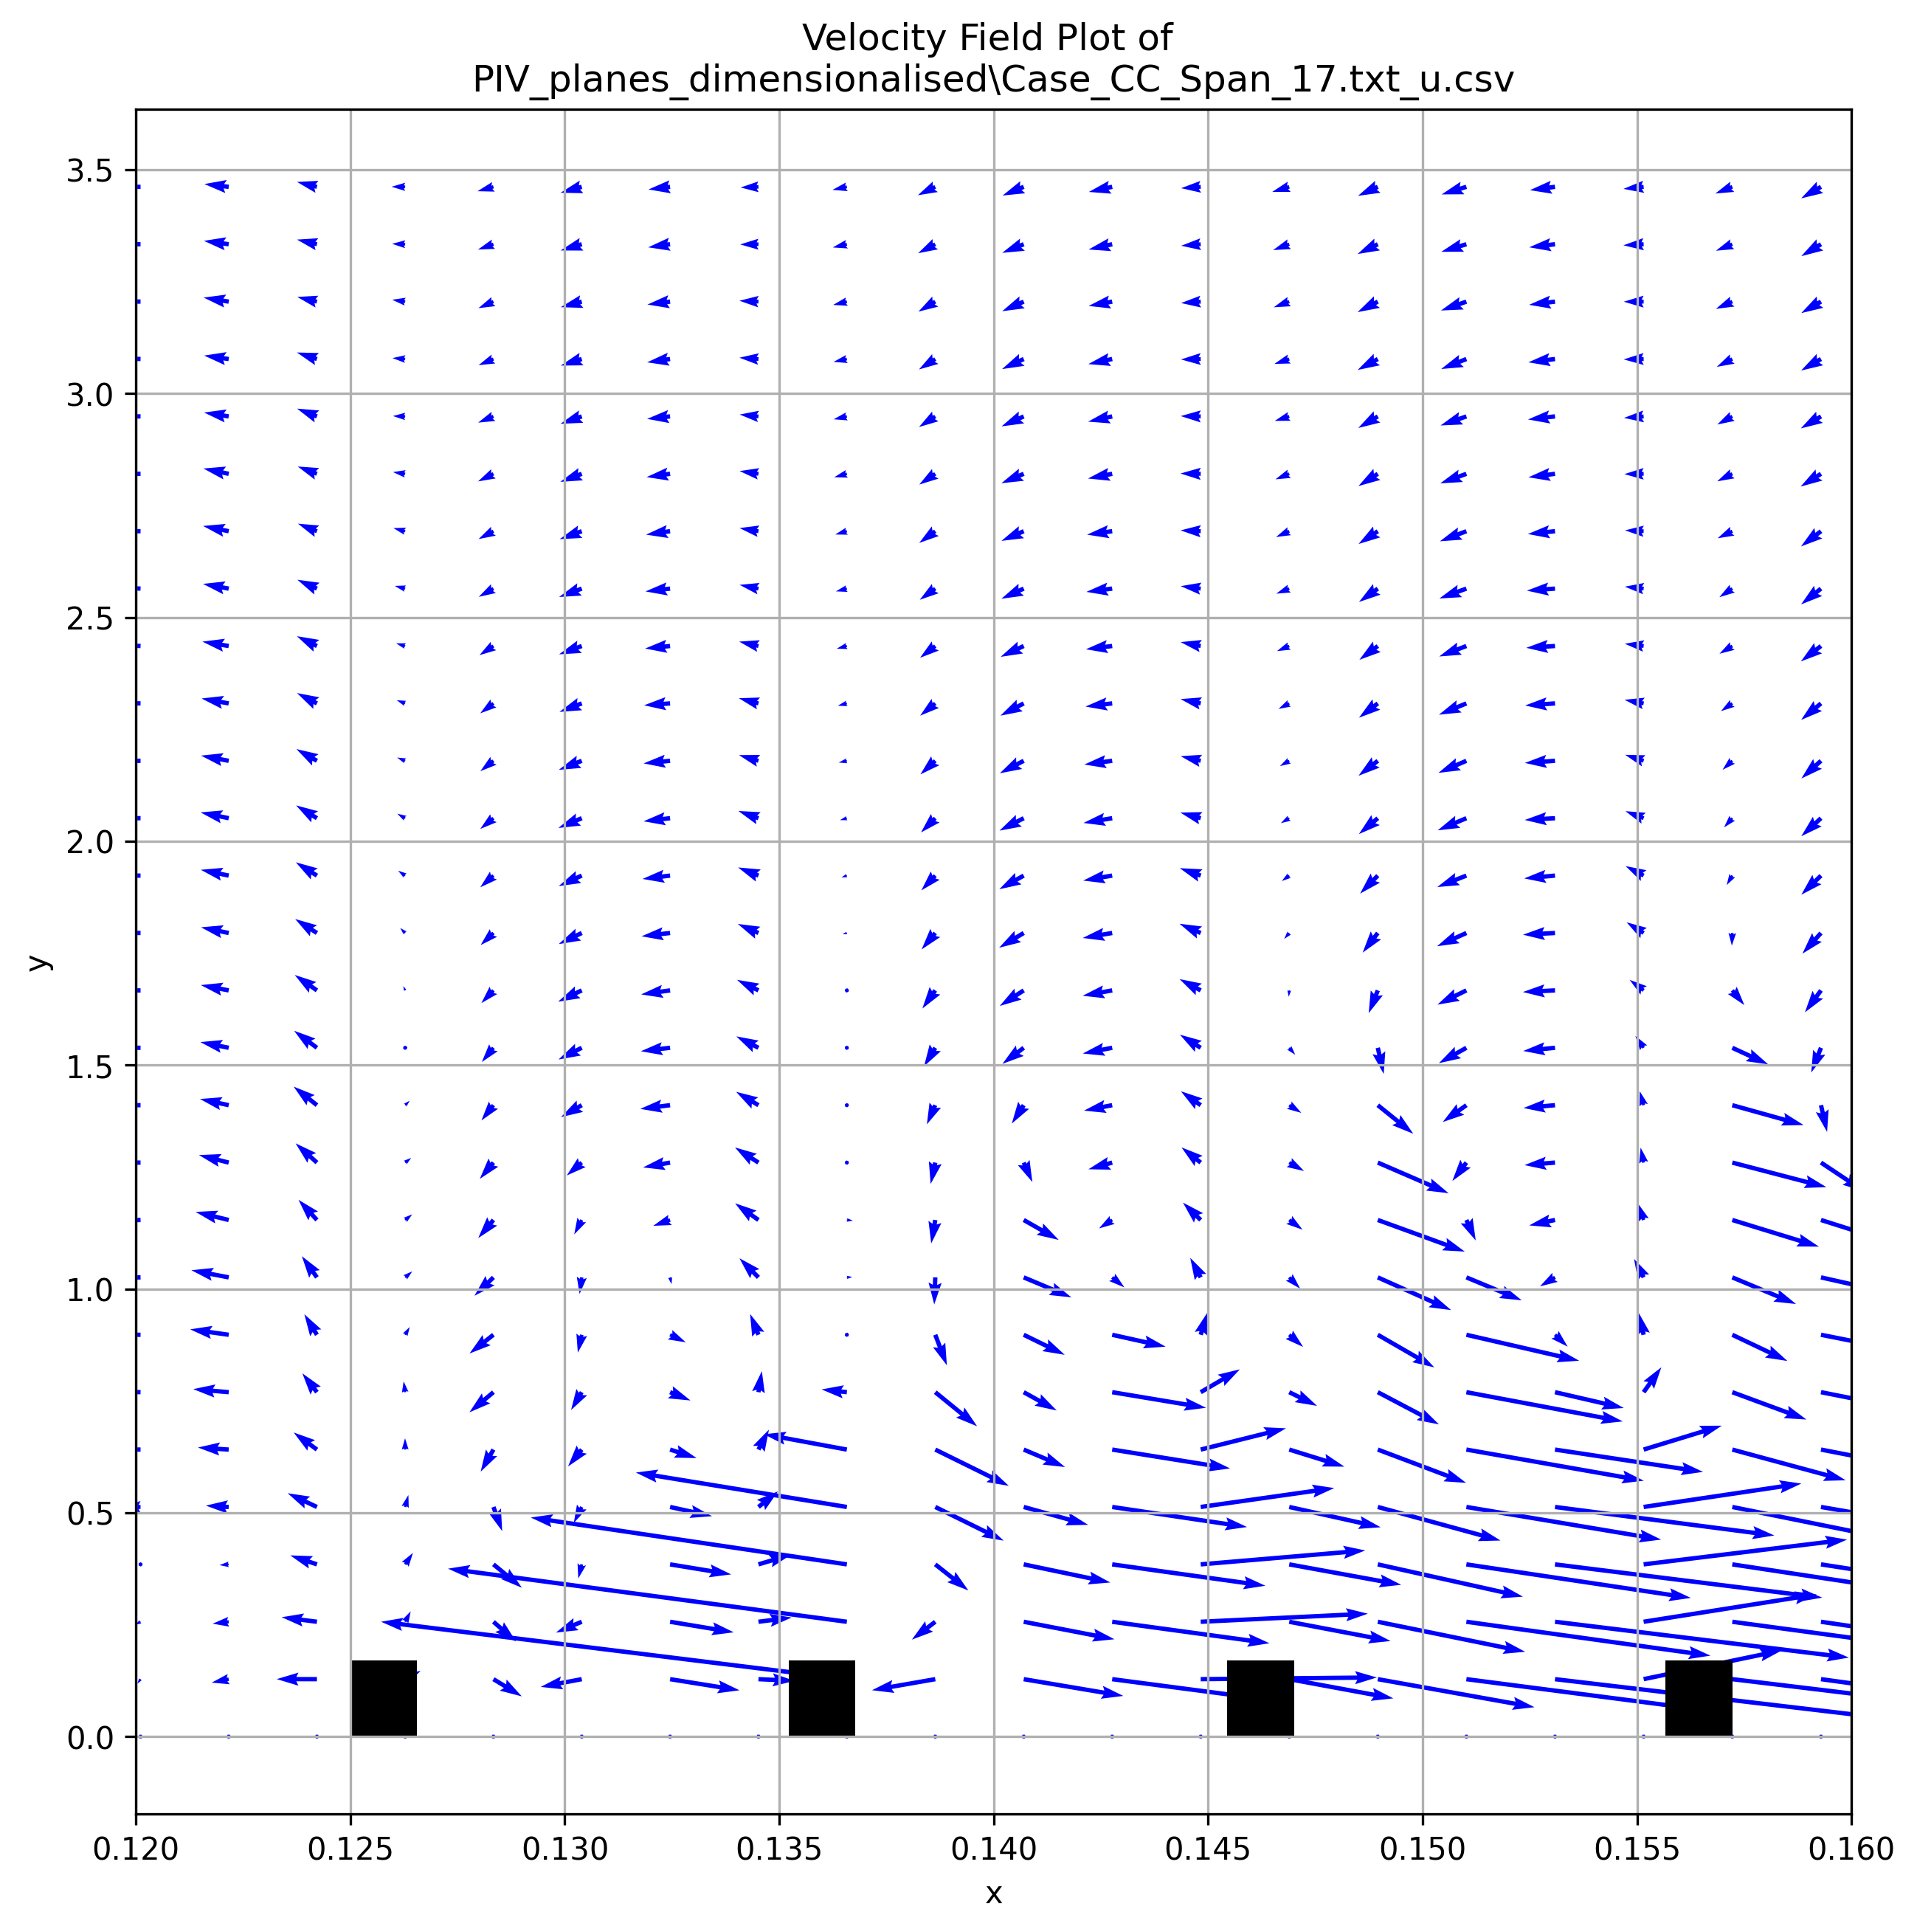 Velocity Field Plot of
PIV_planes_dimensionalised\Case_CC_Span_17.txt_u.csv
3.5
3.0
2.5
2.0
1.5
1.0
0.5
0.0
y
0.120 0.125 0.130 0.135 0.140 0.145 0.150 0.155 0.160
x